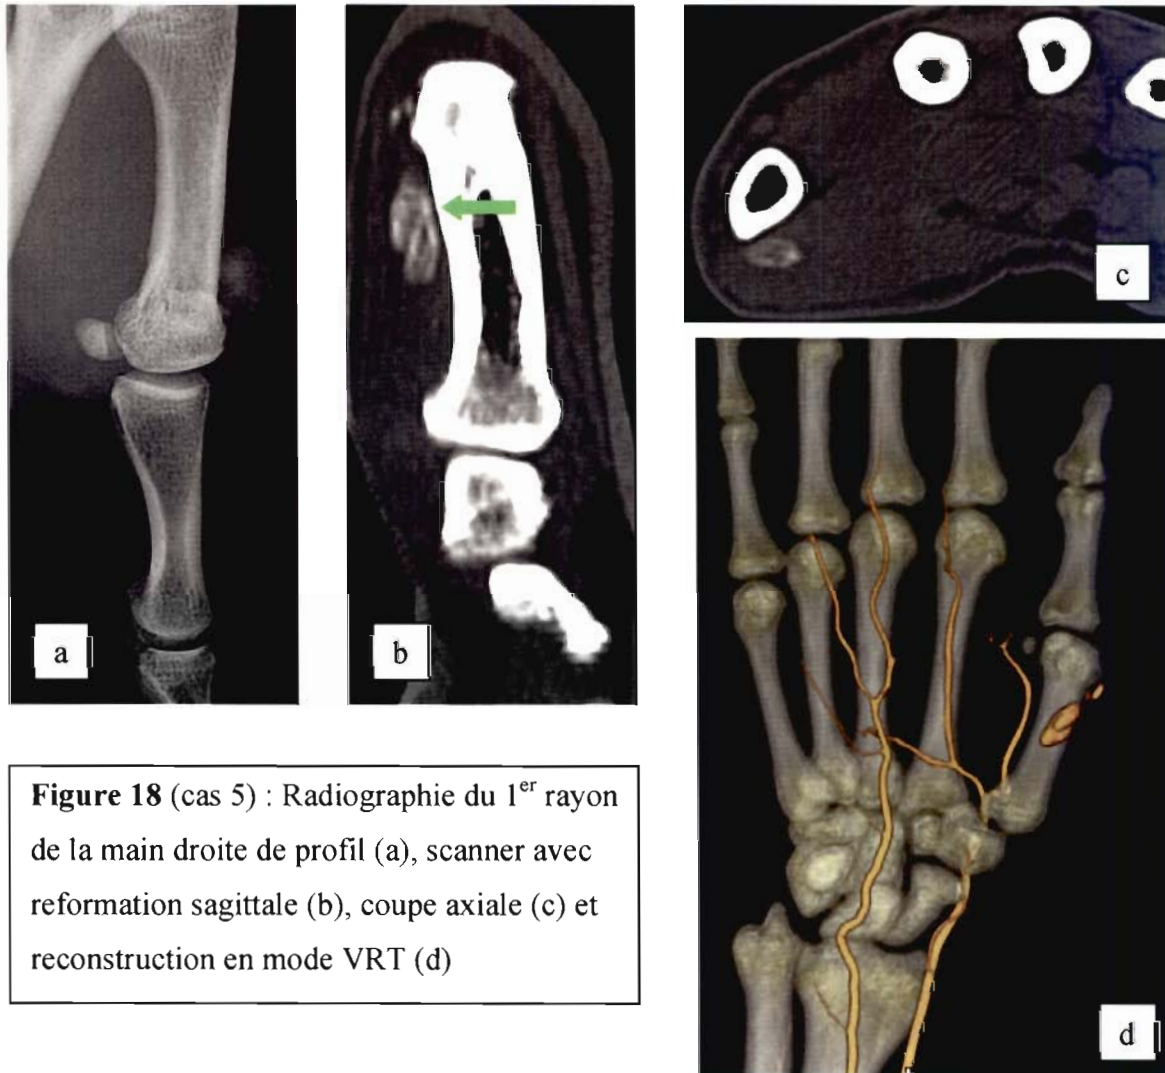 a
b
c
d
Figure 18 (cas 5) : Radiographie du 1er rayon
de la main droite de profil (a), scanner avec
reformation sagittale (b), coupe axiale (c) et
reconstruction en mode VRT (d)